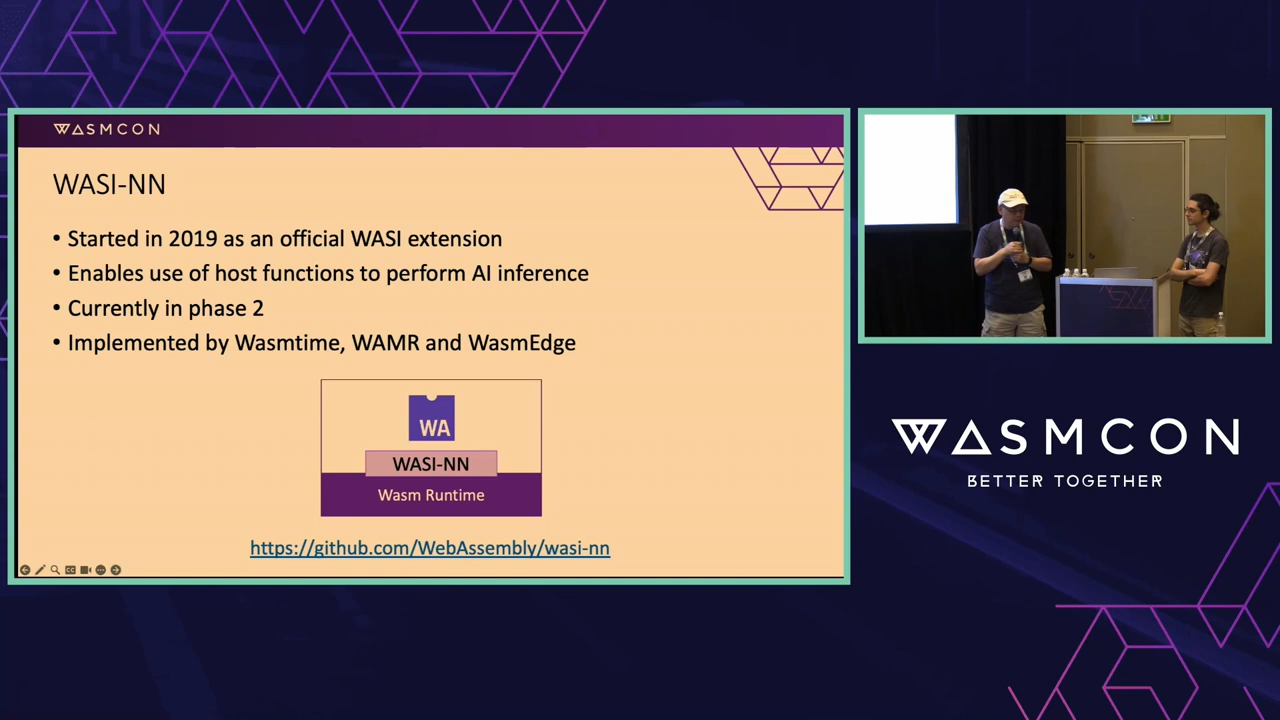 WASMCON
WASI-NN
• Started in 2019 as an official WASI extension
• Enables use of host functions to perform AI inference
• Currently in phase 2
• Implemented by Wasmtime, WAMR and WasmEdge
WA
WASI-NN
Wasm Runtime
https://github.com/WebAssembly/wasi-nn
WASMCON
BETTER TOGETHER